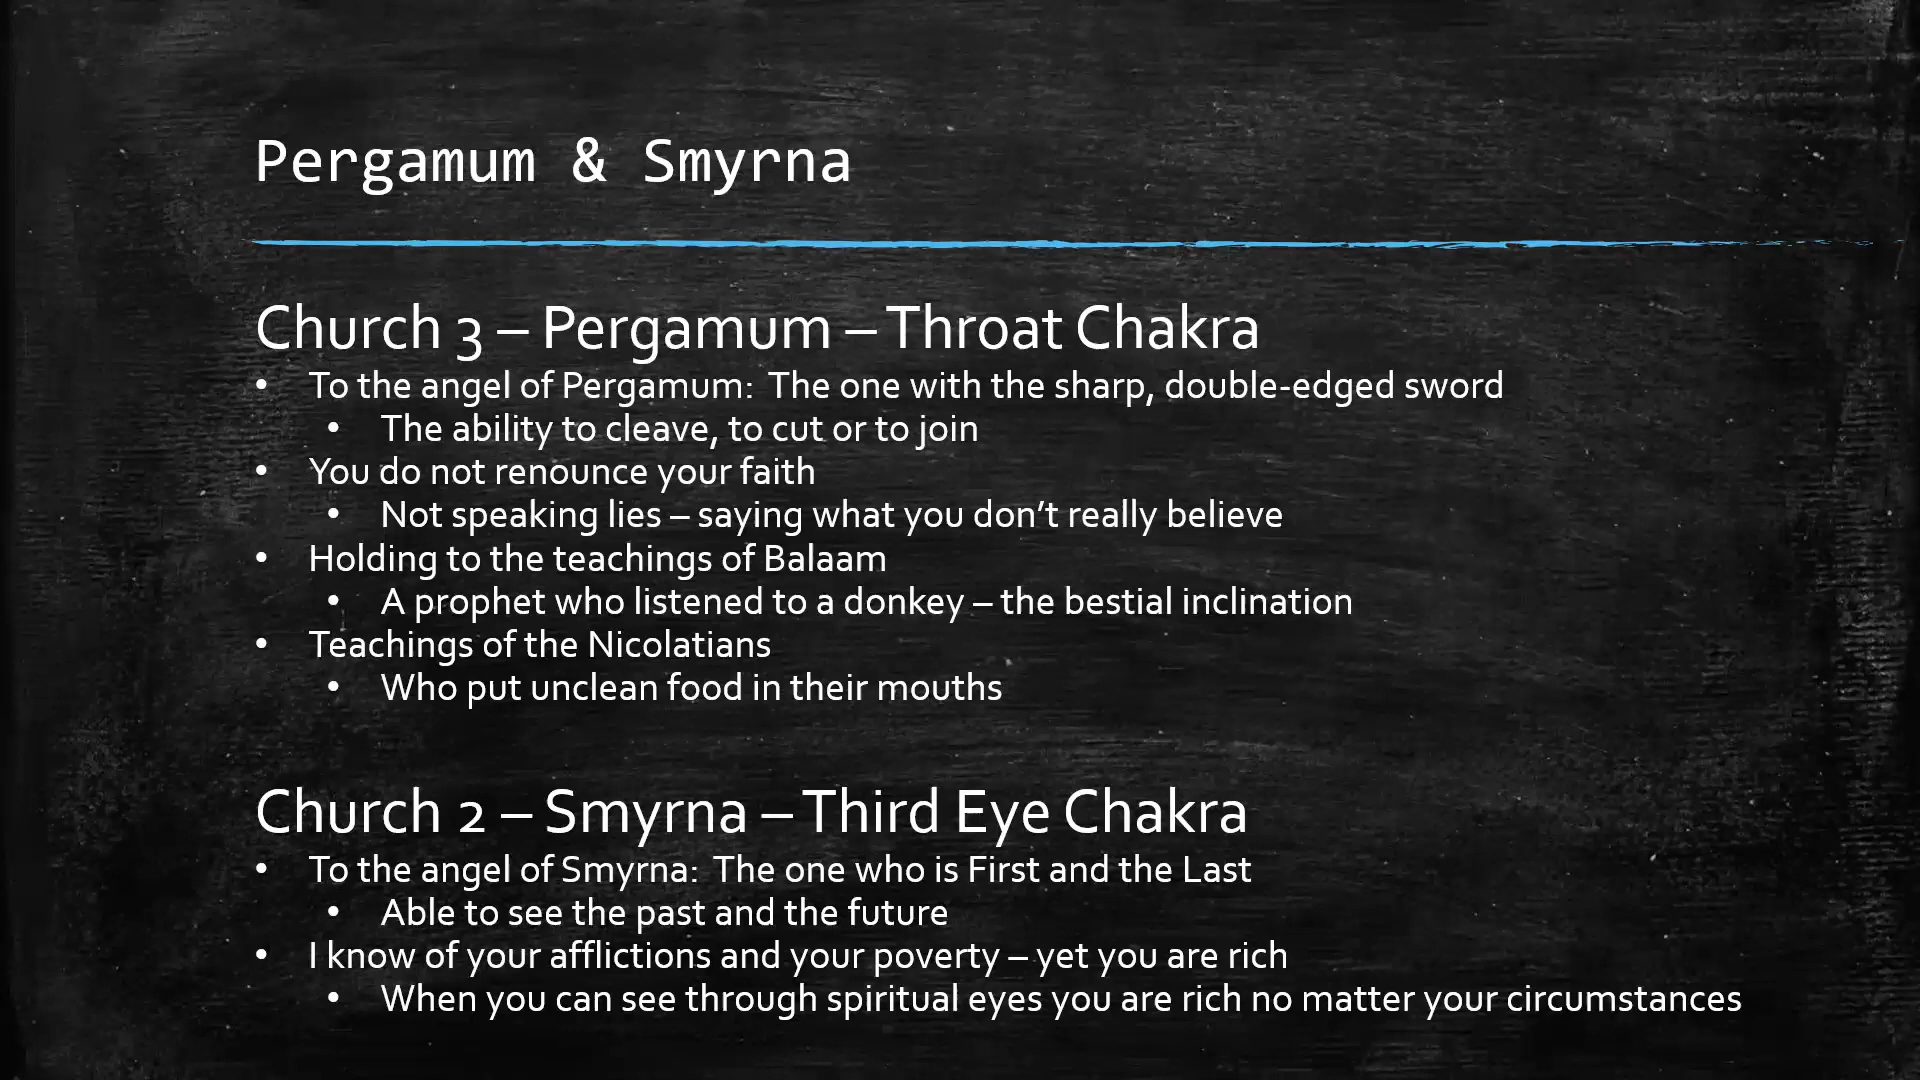 Pergamum & Smyrna
Church 3 – Pergamum – Throat Chakra
• To the angel of Pergamum:  The one with the sharp, double-edged sword
• The ability to cleave, to cut or to join
• You do not renounce your faith
• Not speaking lies – saying what you don’t really believe
• Holding to the teachings of Balaam
• A prophet who listened to a donkey – the bestial inclination
• Teachings of the Nicolatians
• Who put unclean food in their mouths
Church 2 – Smyrna – Third Eye Chakra
• To the angel of Smyrna:  The one who is First and the Last
• Able to see the past and the future
• I know of your afflictions and your poverty – yet you are rich
• When you can see through spiritual eyes you are rich no matter your circumstances